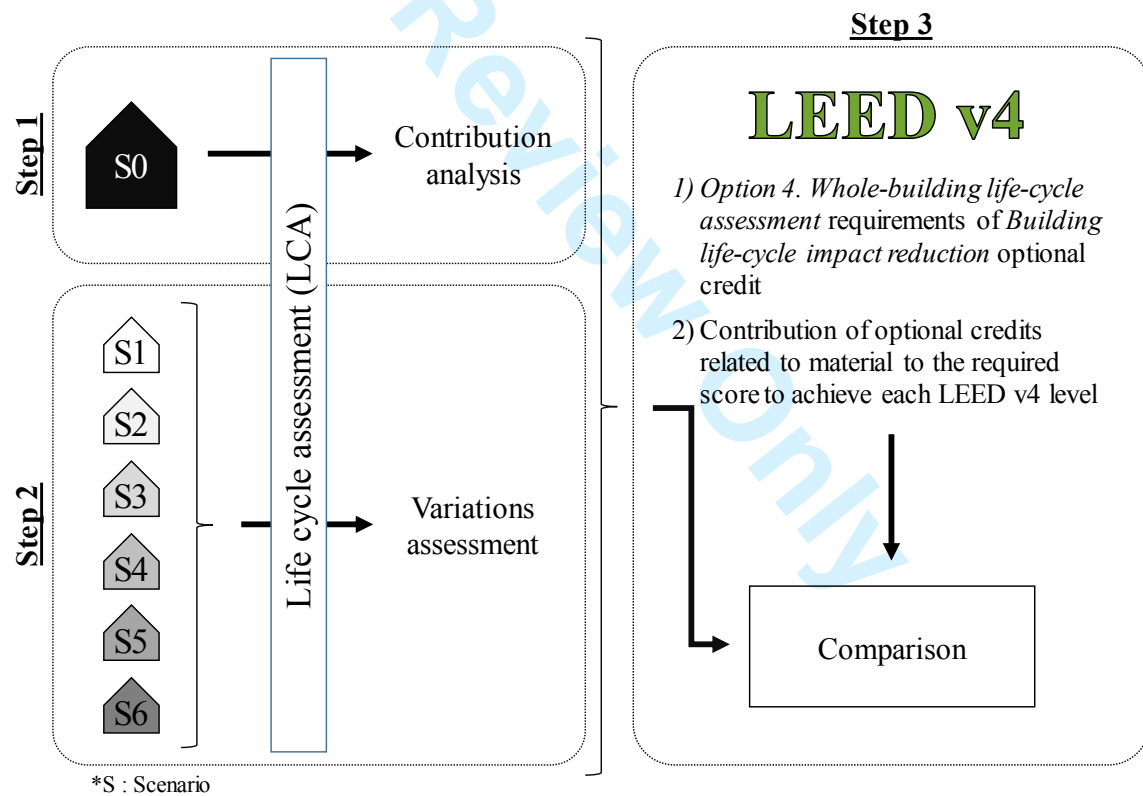 Step 1
S0
Contribution
analysis
Step 2
S1
S2
S3
S4
S5
S6
Life cycle assessment (LCA)
Variations
assessment
*S : Scenario
Step 3
LEED v4
1) Option 4. Whole-building life-cycle
assessment requirements of Building
life-cycle impact reduction optional
credit
2) Contribution of optional credits
related to material to the required
score to achieve each LEED v4 level
Comparison
Review Only